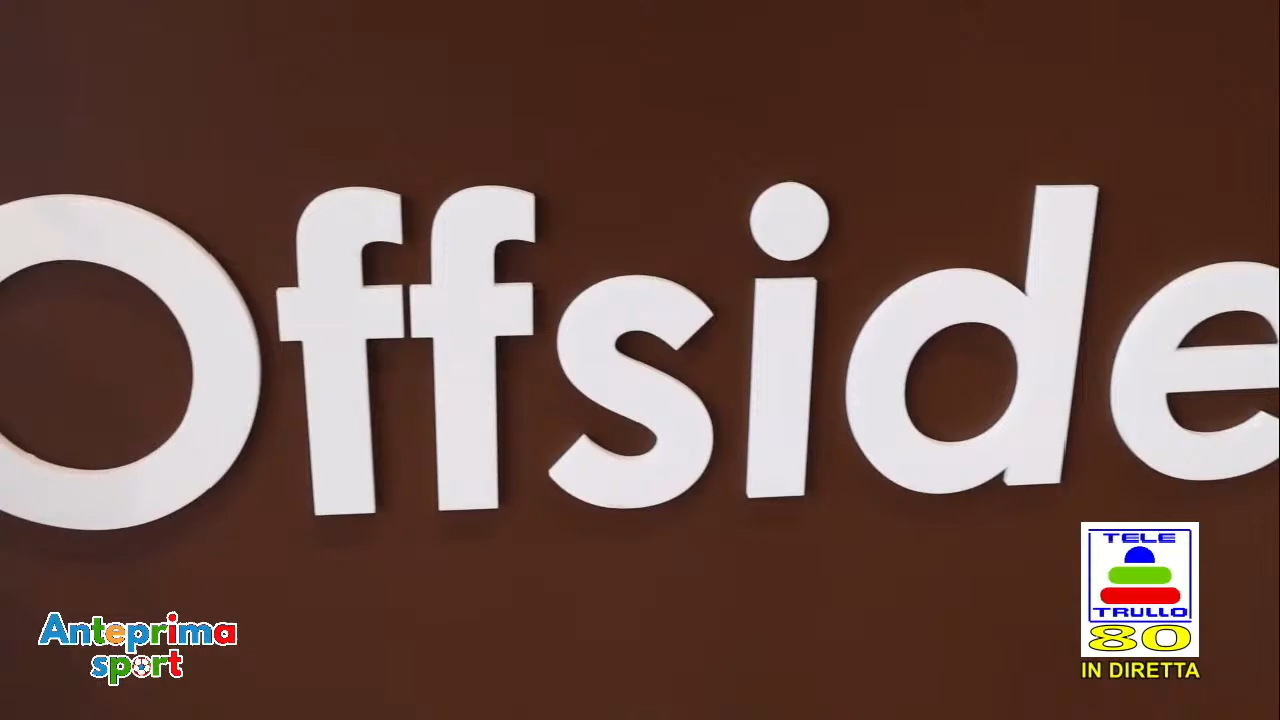 Offside
TELE
TRULLO
80
IN DIRETTA
Anteprima
sport